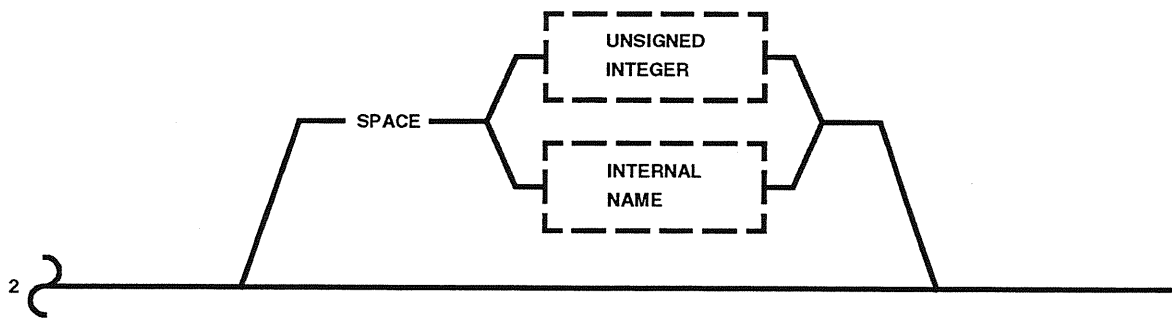 UNSIGNED
INTEGER
SPACE
INTERNAL
NAME
2